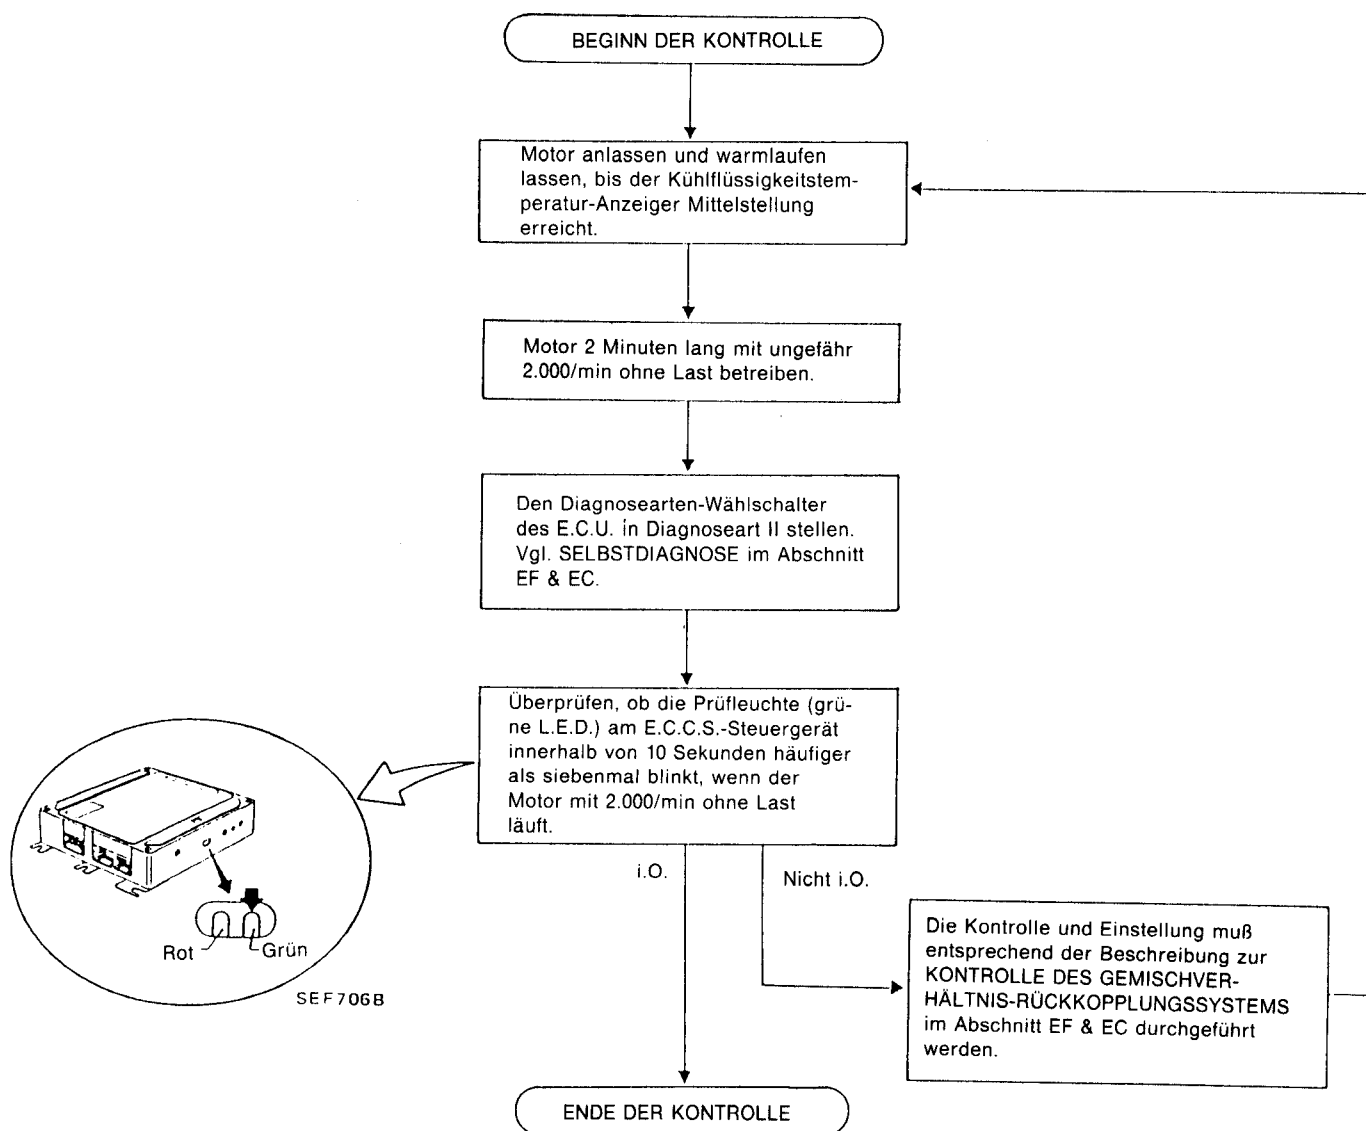 BEGINN DER KONTROLLE
Motor anlassen und warmlaufen
lassen, bis der Kühlflüssigkeitstem-
peratur-Anzeiger Mittelstellung
erreicht.
Motor 2 Minuten lang mit ungefähr
2.000/min ohne Last betreiben.
Den Diagnosearten-Wählschalter
des E.C.U. in Diagnoseart II stellen.
Vgl. SELBSTDIAGNOSE im Abschnitt
EF & EC.
Überprüfen, ob die Prüfleuchte (grü-
ne L.E.D.) am E.C.C.S.-Steuergerät
innerhalb von 10 Sekunden häufiger
als siebenmal blinkt, wenn der
Motor mit 2.000/min ohne Last
läuft.
Rot
Grün
SEF706B
i.O.
Nicht i.O.
Die Kontrolle und Einstellung muß
entsprechend der Beschreibung zur
KONTROLLE DES GEMISCHVER-
HÄLTNIS-RÜCKKOPPLUNGSSYSTEMS
im Abschnitt EF & EC durchgeführt
werden.
ENDE DER KONTROLLE